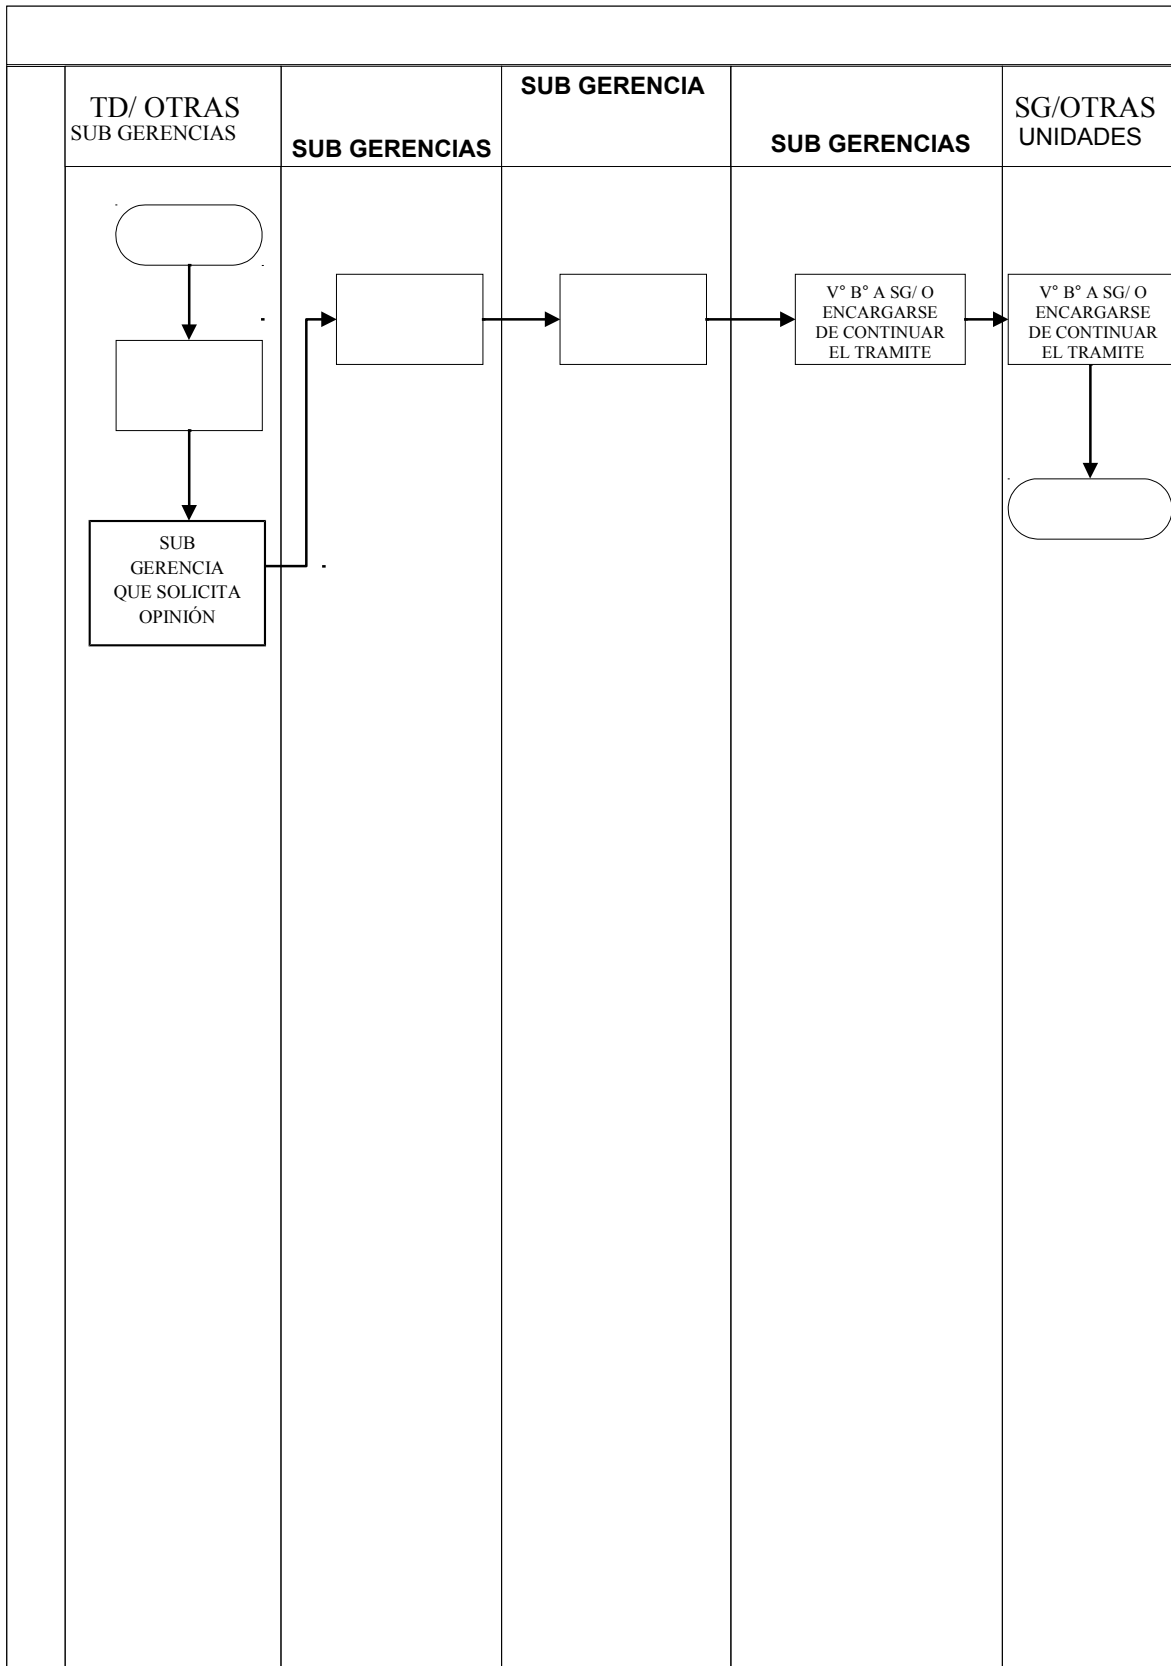 TD/ OTRAS
SUB GERENCIAS
SUB GERENCIAS
SUB GERENCIA
SUB GERENCIAS
SG/OTRAS
UNIDADES
V° B° A SG/ O
ENCARGARSE
DE CONTINUAR
EL TRAMITE
V° B° A SG/ O
ENCARGARSE
DE CONTINUAR
EL TRAMITE
SUB
GERENCIA
QUE SOLICITA
OPINIÓN